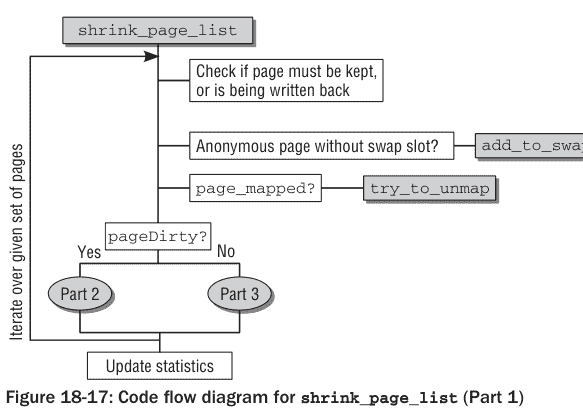 shrink_page_list
Check if page must be kept,
or is being written back
Anonymous page without swap slot?
add_to_swa
page_mapped?
try_to_unmap
pageDirty?
Yes
No
Part 2
Part 3
Iterate over given set of pages
Update statistics
Figure 18-17: Code flow diagram for shrink_page_list (Part 1)